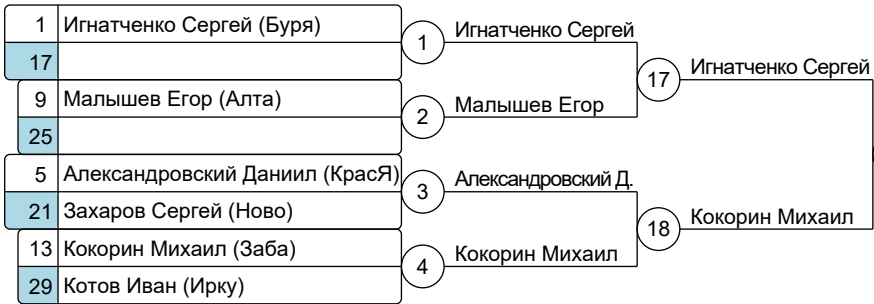 1 Игнатченко Сергей (Буря)
17
1
Игнатченко Сергей
9 Малышев Егор (Алта)
25
2
Малышев Егор
17
Игнатченко Сергей
5 Александровский Даниил (КрасЯ)
21 Захаров Сергей (Ново)
3
Александровский Д.
13 Кокорин Михаил (Заба)
29 Котов Иван (Ирку)
4
Кокорин Михаил
18
Кокорин Михаил